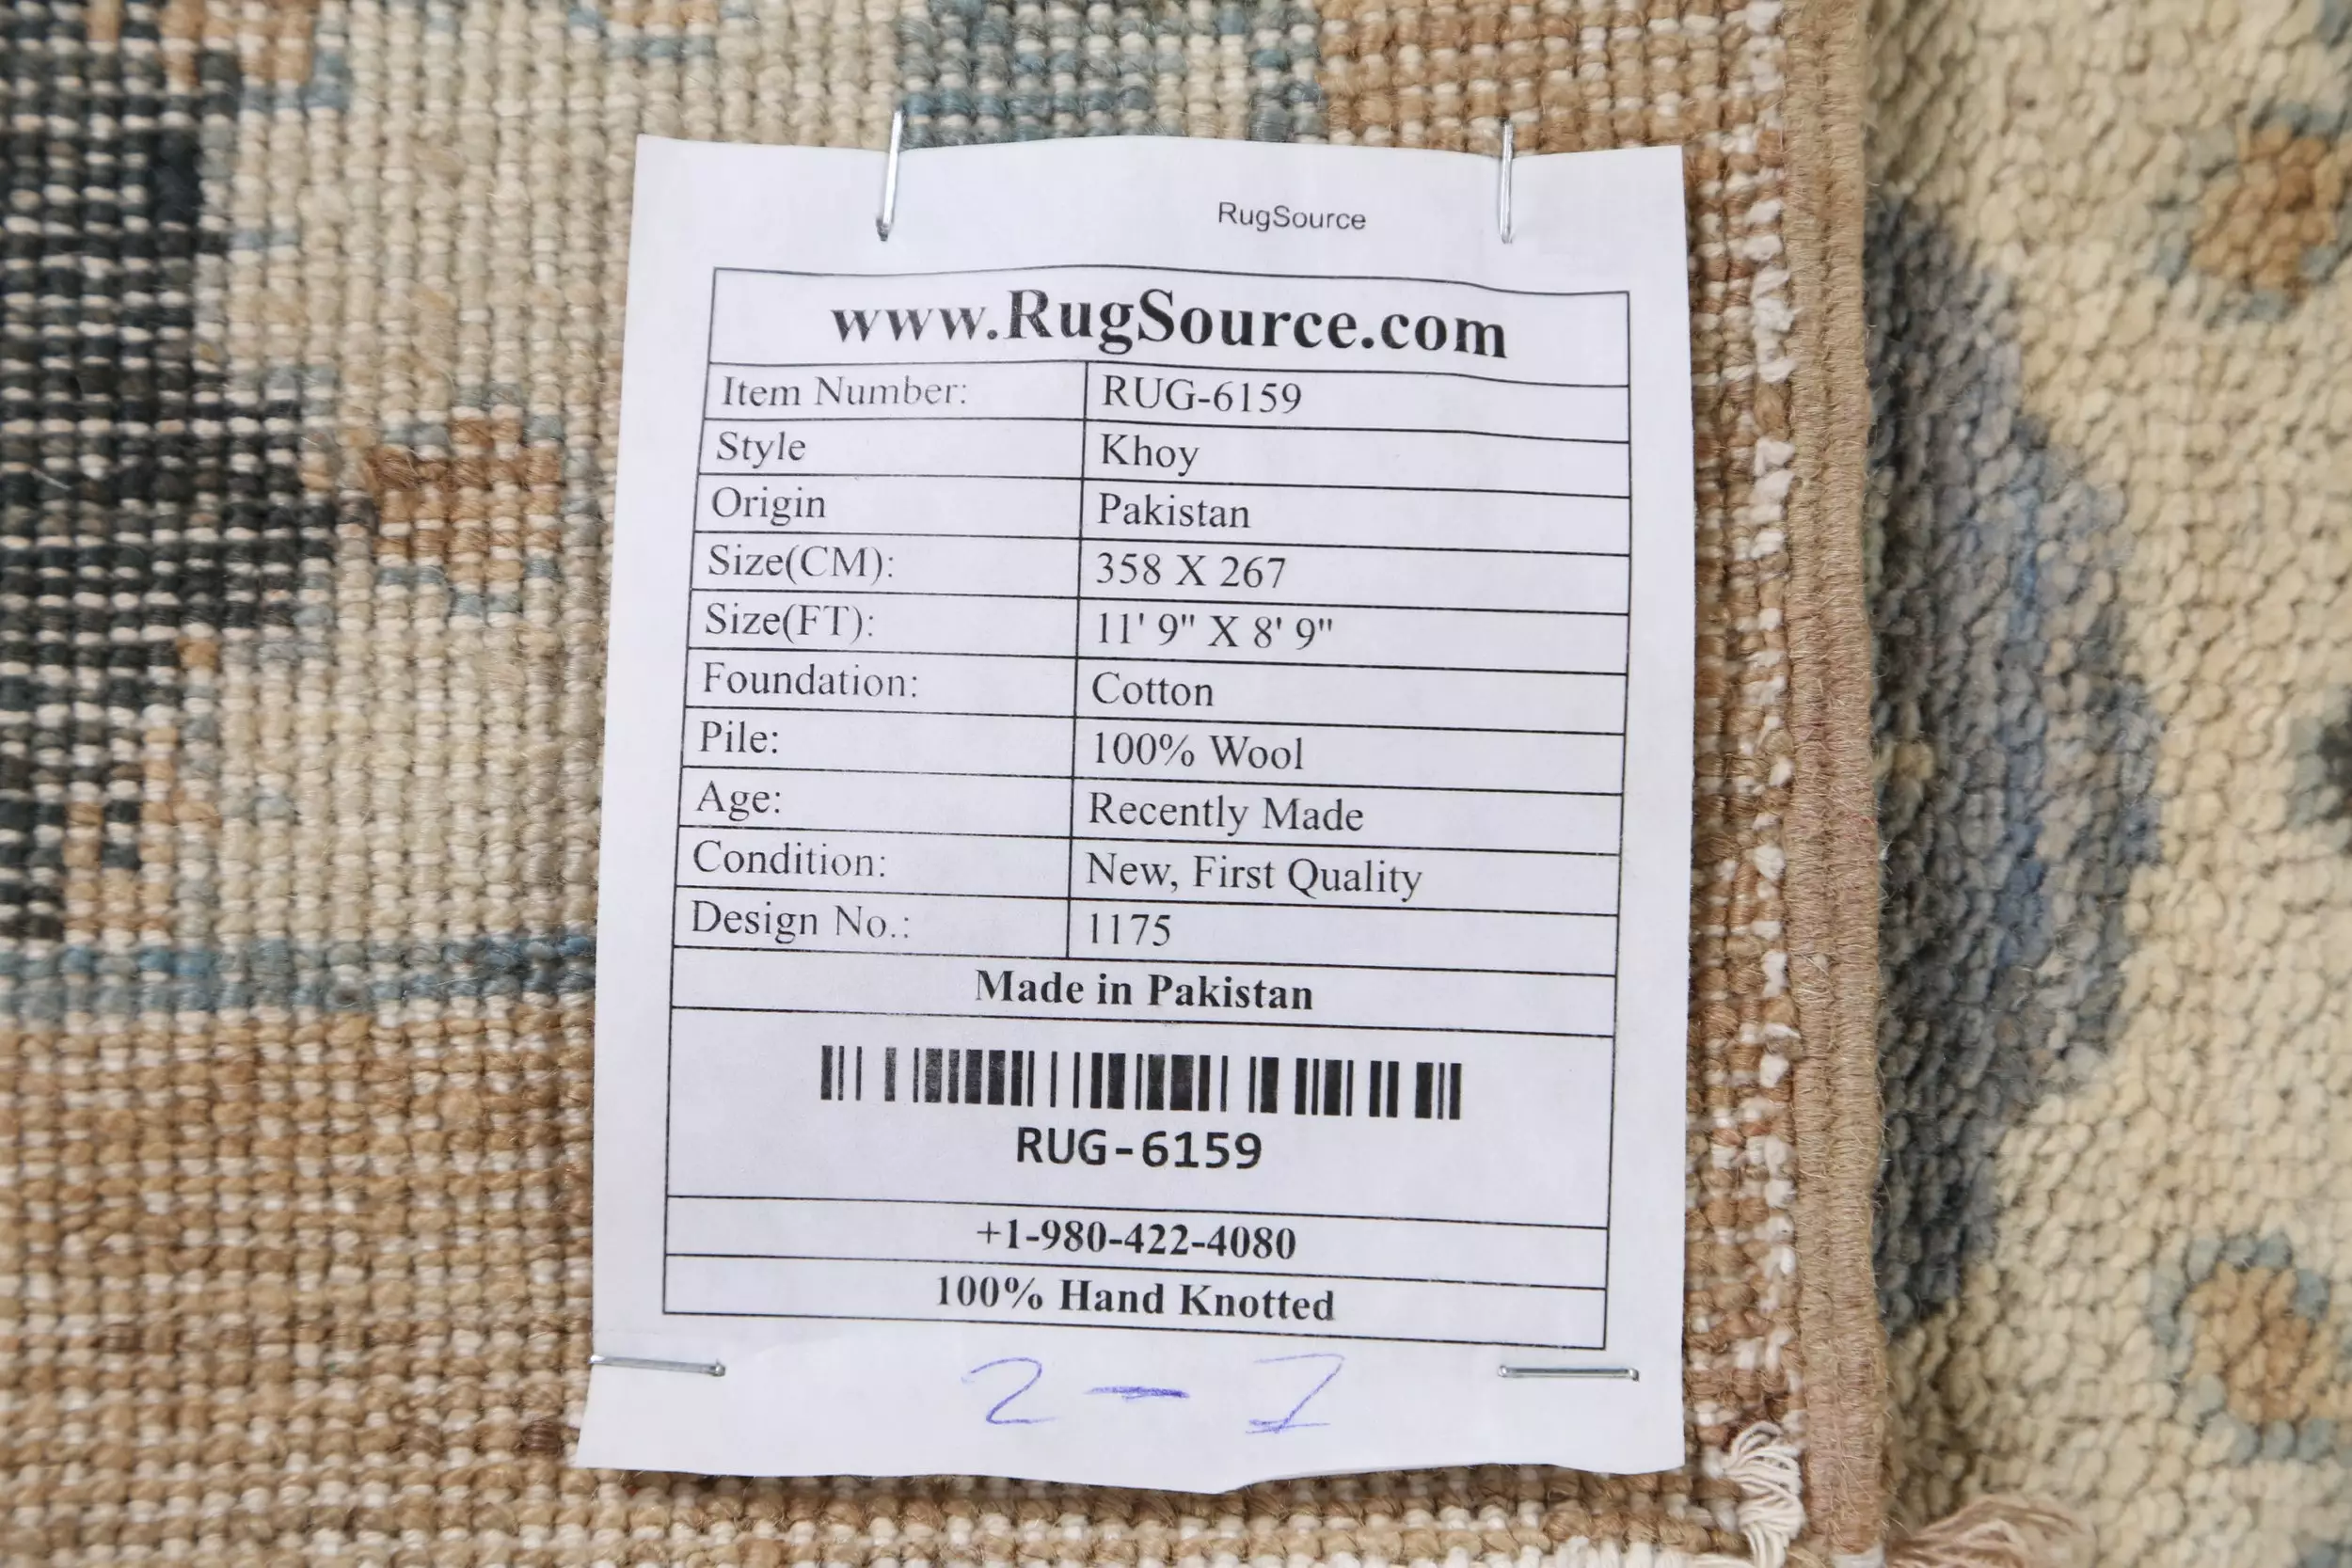 RugSource
www.RugSource.com
Item Number: RUG-6159
Style Khoy
Origin Pakistan
Size(CM): 358 X 267
Size(FT): 11' 9" X 8' 9"
Foundation: Cotton
Pile: 100% Wool
Age: Recently Made
Condition: New, First Quality
Design No.: 1175
Made in Pakistan
RUG-6159
+1-980-422-4080
100% Hand Knotted
2 - 1